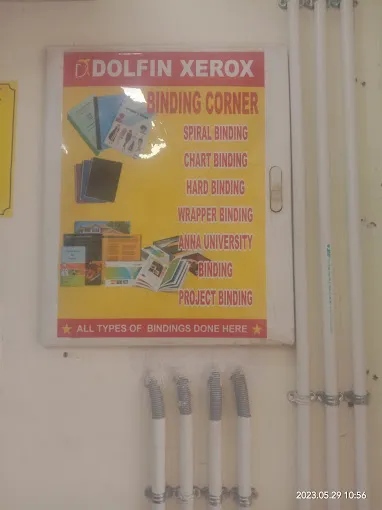 DOLFIN XEROX
BINDING CORNER
SPIRAL BINDING
CHART BINDING
HARD BINDING
WRAPPER BINDING
ANNA UNIVERSITY
BINDING
PROJECT BINDING
★ ALL TYPES OF BINDINGS DONE HERE ★
2023.05.29 10:56